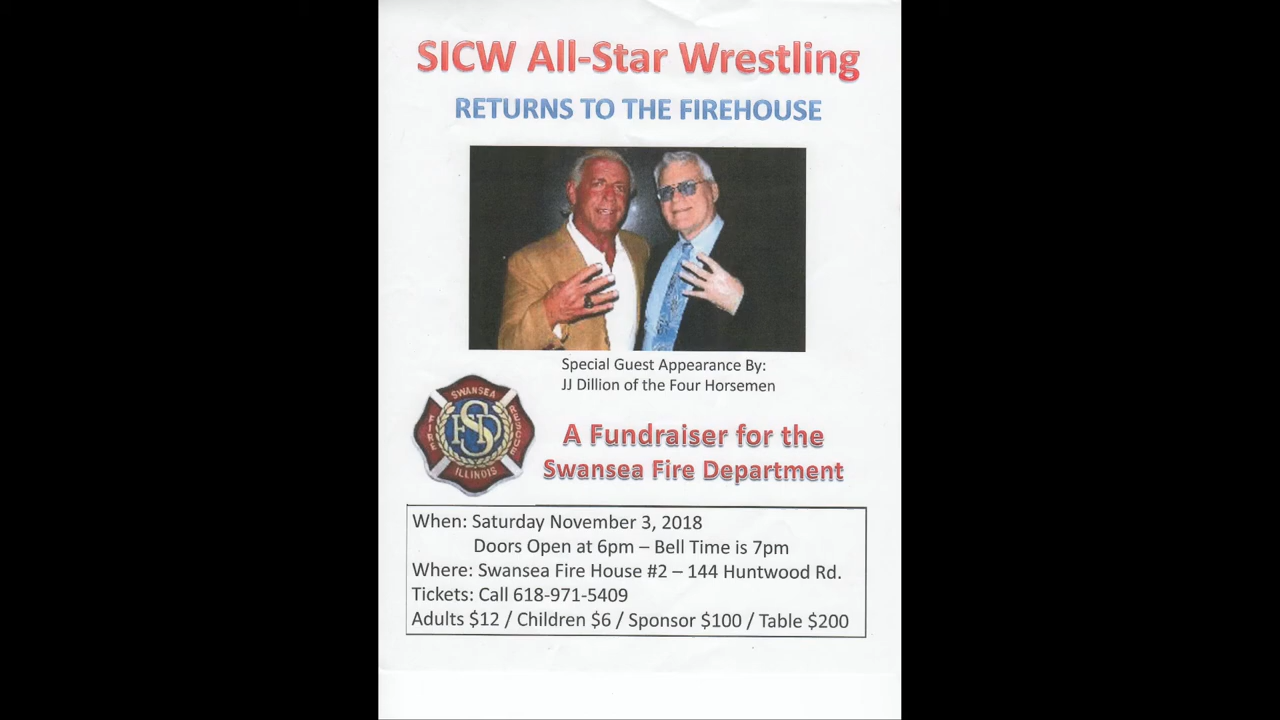 SICW All-Star Wrestling
RETURNS TO THE FIREHOUSE
Special Guest Appearance By:
JJ Dillion of the Four Horsemen
SWANSEA
FIRE
RESCUE
SFD
ILLINOIS
A Fundraiser for the
Swansea Fire Department
When: Saturday November 3, 2018
Doors Open at 6pm – Bell Time is 7pm
Where: Swansea Fire House #2 – 144 Huntwood Rd.
Tickets: Call 618-971-5409
Adults $12 / Children $6 / Sponsor $100 / Table $200